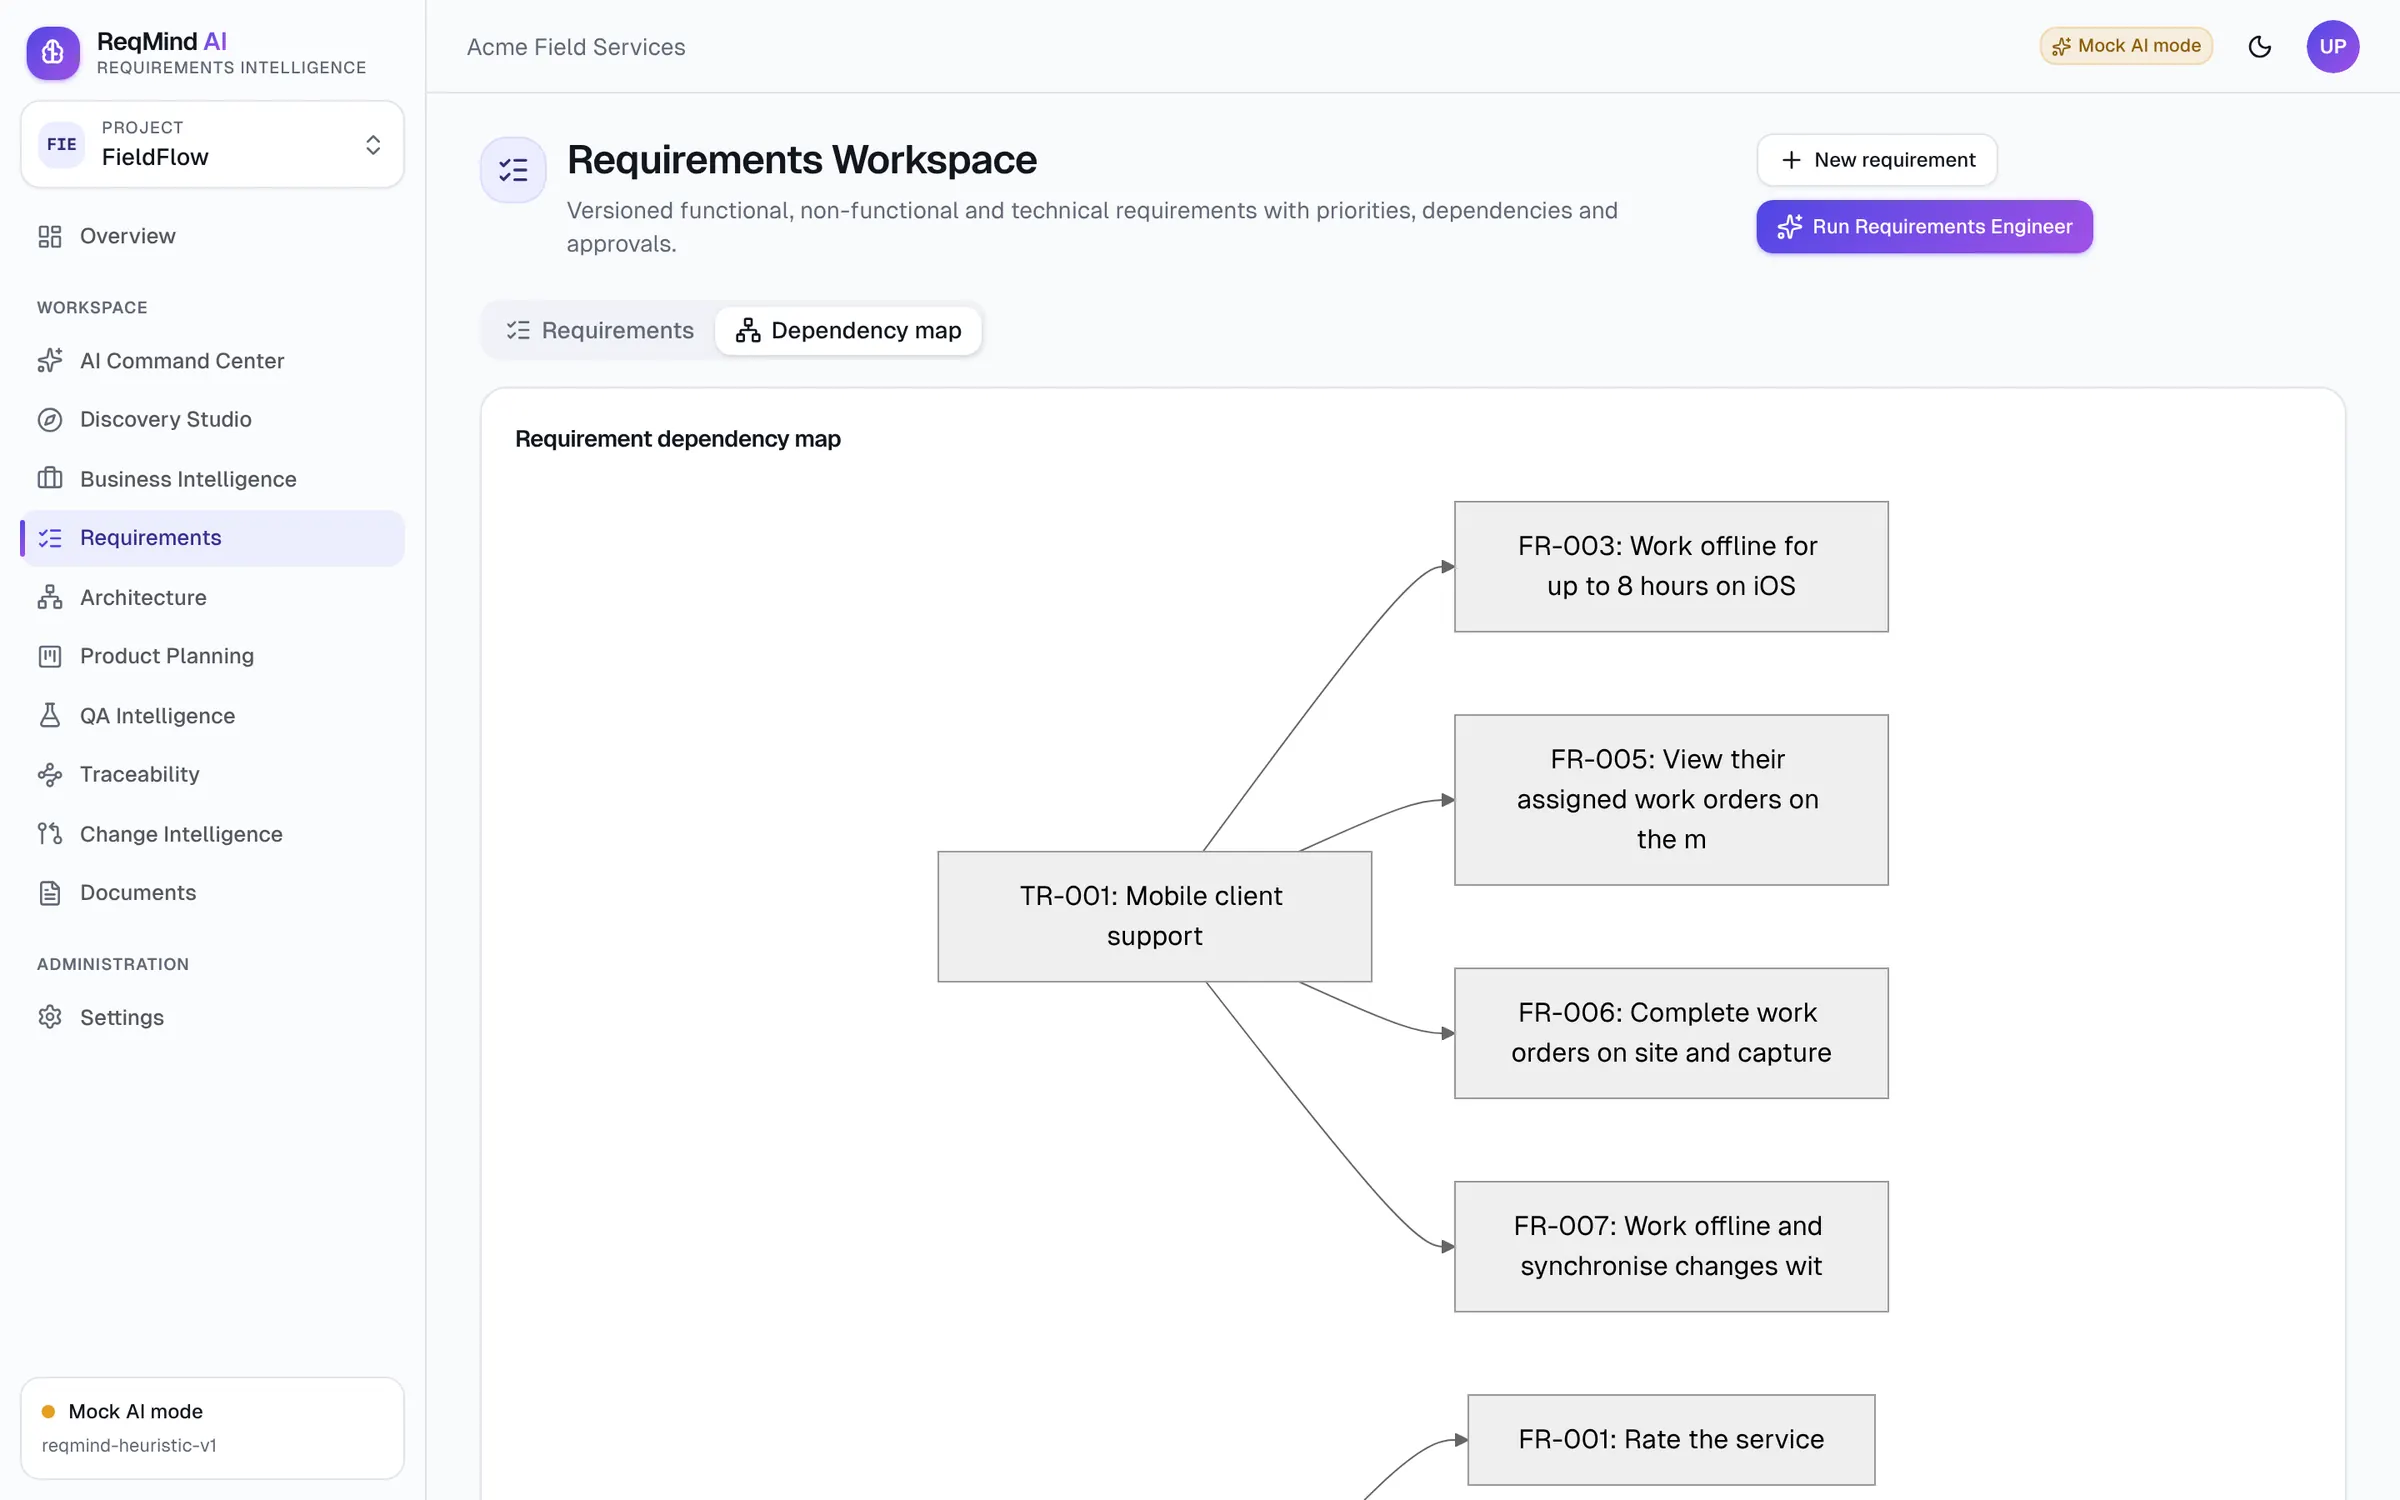 ReqMind AI
REQUIREMENTS INTELLIGENCE
FIE
PROJECT
FieldFlow
Overview
WORKSPACE
AI Command Center
Discovery Studio
Business Intelligence
Requirements
Architecture
Product Planning
QA Intelligence
Traceability
Change Intelligence
Documents
ADMINISTRATION
Settings
Mock AI mode
reqmind-heuristic-v1
Acme Field Services
Mock AI mode
UP
Requirements Workspace
Versioned functional, non-functional and technical requirements with priorities, dependencies and
approvals.
New requirement
Run Requirements Engineer
Requirements
Dependency map
Requirement dependency map
FR-003: Work offline for
up to 8 hours on iOS
FR-005: View their
assigned work orders on
the m
TR-001: Mobile client
support
FR-006: Complete work
orders on site and capture
FR-007: Work offline and
synchronise changes wit
FR-001: Rate the service